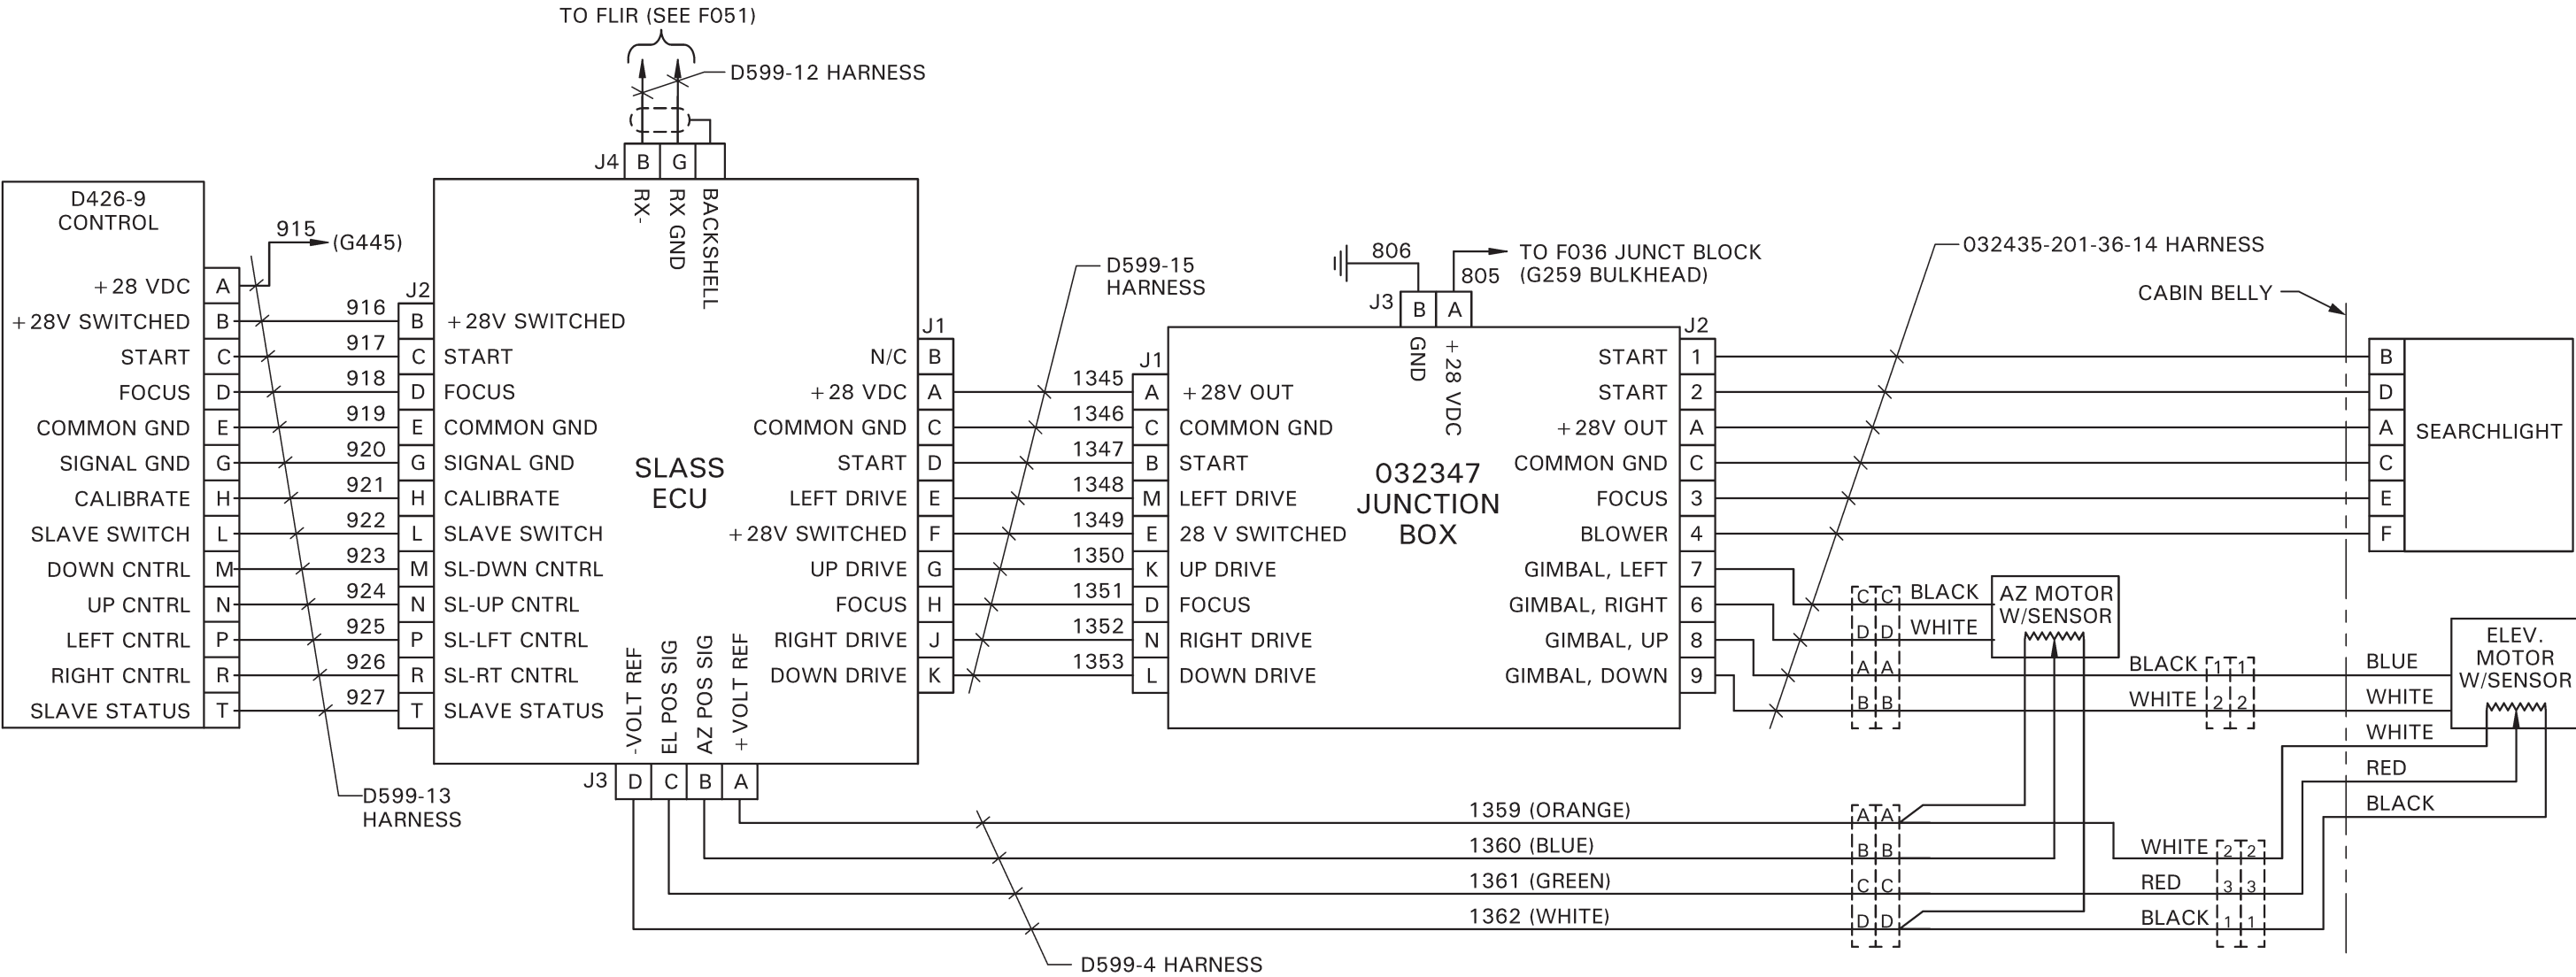 TO FLIR (SEE F051)
D599-12 HARNESS
J4 B G
RX-
RX GND
BACKSHELL
D426-9
CONTROL
915 (G445)
+28 VDC A
+28V SWITCHED B
START C
FOCUS D
COMMON GND E
SIGNAL GND G
CALIBRATE H
SLAVE SWITCH L
DOWN CNTRL M
UP CNTRL N
LEFT CNTRL P
RIGHT CNTRL R
SLAVE STATUS T
916
917
918
919
920
921
922
923
924
925
926
927
D599-13
HARNESS
J2
B +28V SWITCHED
C START
D FOCUS
E COMMON GND
G SIGNAL GND
H CALIBRATE
L SLAVE SWITCH
M SL-DWN CNTRL
N SL-UP CNTRL
P SL-LFT CNTRL
R SL-RT CNTRL
T SLAVE STATUS
SLASS
ECU
J1
N/C B
+28 VDC A
COMMON GND C
START D
LEFT DRIVE E
+28V SWITCHED F
UP DRIVE G
FOCUS H
RIGHT DRIVE J
DOWN DRIVE K
-VOLT REF
EL POS SIG
AZ POS SIG
+VOLT REF
J3 D C B A
D599-15
HARNESS
1345
1346
1347
1348
1349
1350
1351
1352
1353
J1
A +28V OUT
C COMMON GND
B START
M LEFT DRIVE
E 28 V SWITCHED
K UP DRIVE
D FOCUS
N RIGHT DRIVE
L DOWN DRIVE
032347
JUNCTION
BOX
806
805
TO F036 JUNCT BLOCK
(G259 BULKHEAD)
J3 B A
GND
+28 VDC
J2
START 1
START 2
+28V OUT A
COMMON GND C
FOCUS 3
BLOWER 4
GIMBAL, LEFT 7
GIMBAL, RIGHT 6
GIMBAL, UP 8
GIMBAL, DOWN 9
032435-201-36-14 HARNESS
CABIN BELLY
B
D
A
C
E
F
SEARCHLIGHT
C C BLACK
D D WHITE
A A
B B
AZ MOTOR
W/SENSOR
BLACK 1 1 BLUE
WHITE 2 2 WHITE
ELEV.
MOTOR
W/SENSOR
WHITE
RED
BLACK
1359 (ORANGE) A A
1360 (BLUE) B B
1361 (GREEN) C C
1362 (WHITE) D D
WHITE 2 2
RED 3 3
BLACK 1 1
D599-4 HARNESS